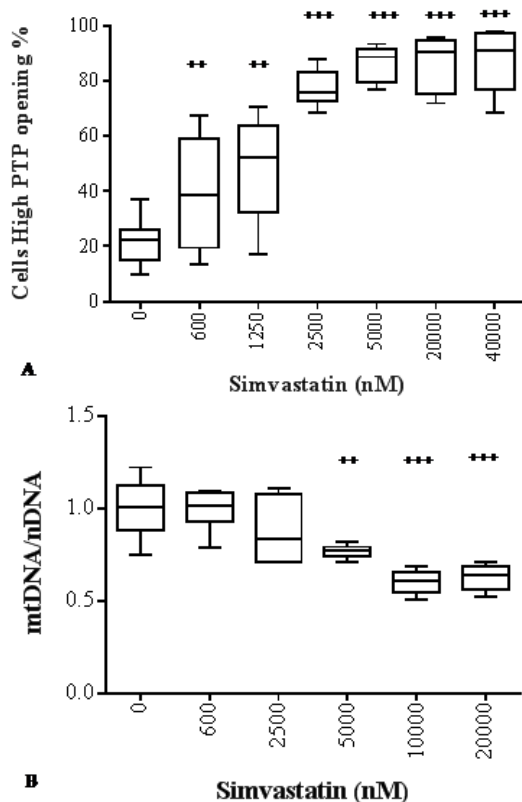 ** ** *** *** *** ***
Cells High PTP opening %
100
80
60
40
20
0
0 600 1250 2500 5000 20000 40000
A
Simvastatin (nM)
1.5
1.0
0.5
0.0
mtDNA/nDNA
** *** ***
0 600 2500 5000 10000 20000
B
Simvastatin (nM)